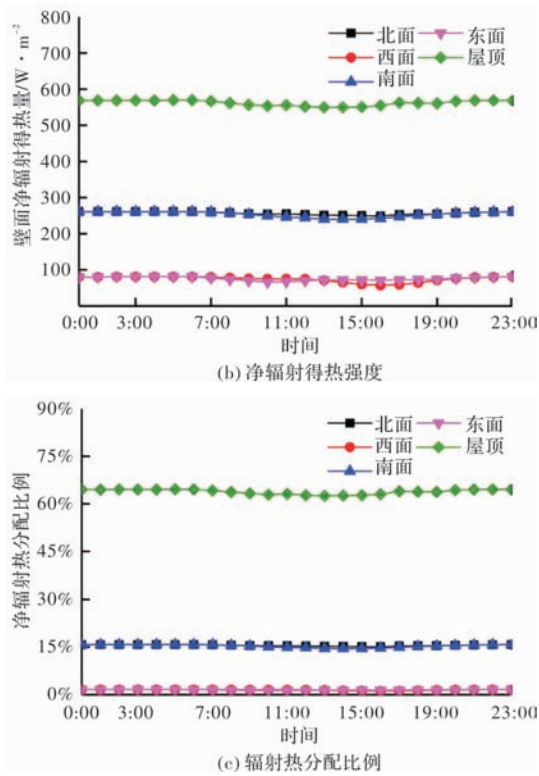 800
700
600
500
400
300
200
100
壁面净辐射得热量/W·m⁻²
北面 东面
西面 屋顶
南面
0:00 3:00 7:00 11:00 15:00 19:00 23:00
时间
(b) 净辐射得热强度
90%
75%
60%
45%
30%
15%
0%
净辐射热分配比例
北面 东面
西面 屋顶
南面
0:00 3:00 7:00 11:00 15:00 19:00 23:00
时间
(c) 辐射热分配比例